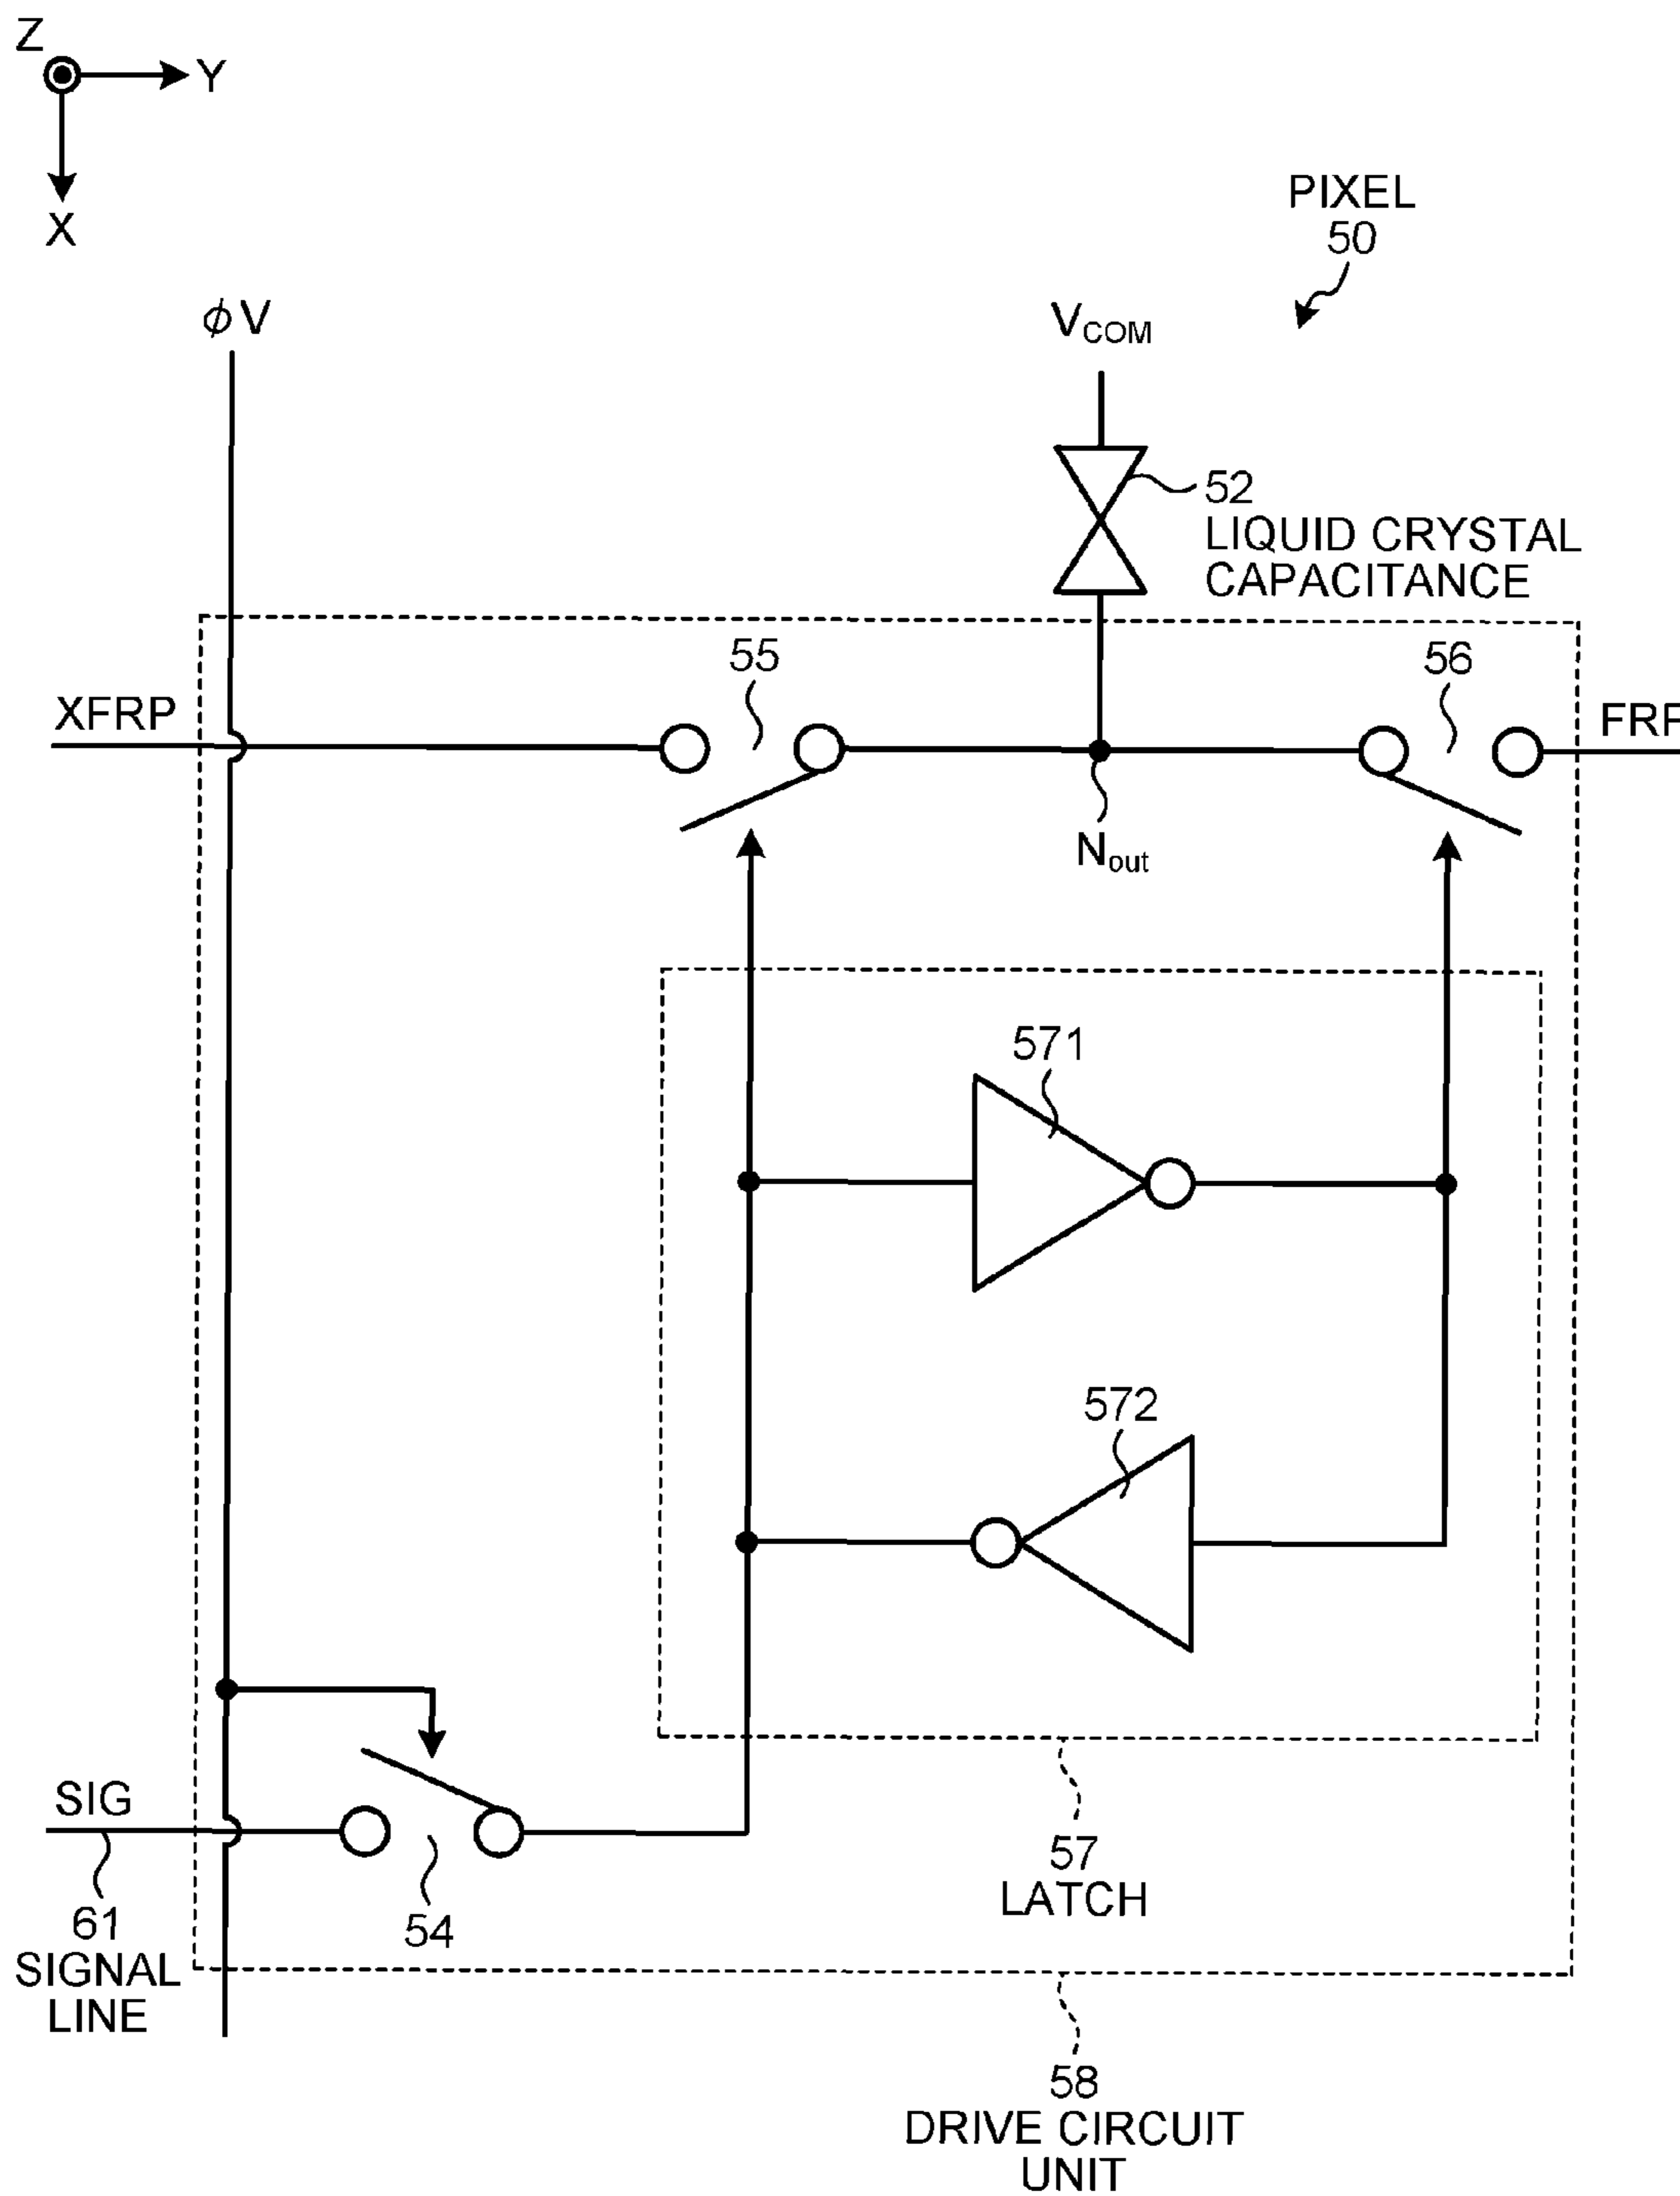 Z
Y
X
PIXEL
50
ϕV
VCOM
52
LIQUID CRYSTAL
CAPACITANCE
55
56
XFRP
FRP
Nout
571
572
SIG
61
SIGNAL
LINE
54
57
LATCH
58
DRIVE CIRCUIT
UNIT